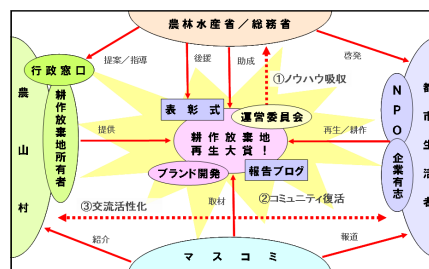 農林水産省／総務省
提案／指導
後援
助成
啓発
①ノウハウ吸収
行政窓口
表彰式
運営委員会
農山村
耕作放棄地所有者
提供
耕作放棄地
再生大賞！
再生／耕作
NPO
企業有志
都市生活者
ブランド開発
報告ブログ
取材
②コミュニティ復活
③交流活性化
紹介
報道
マスコミ